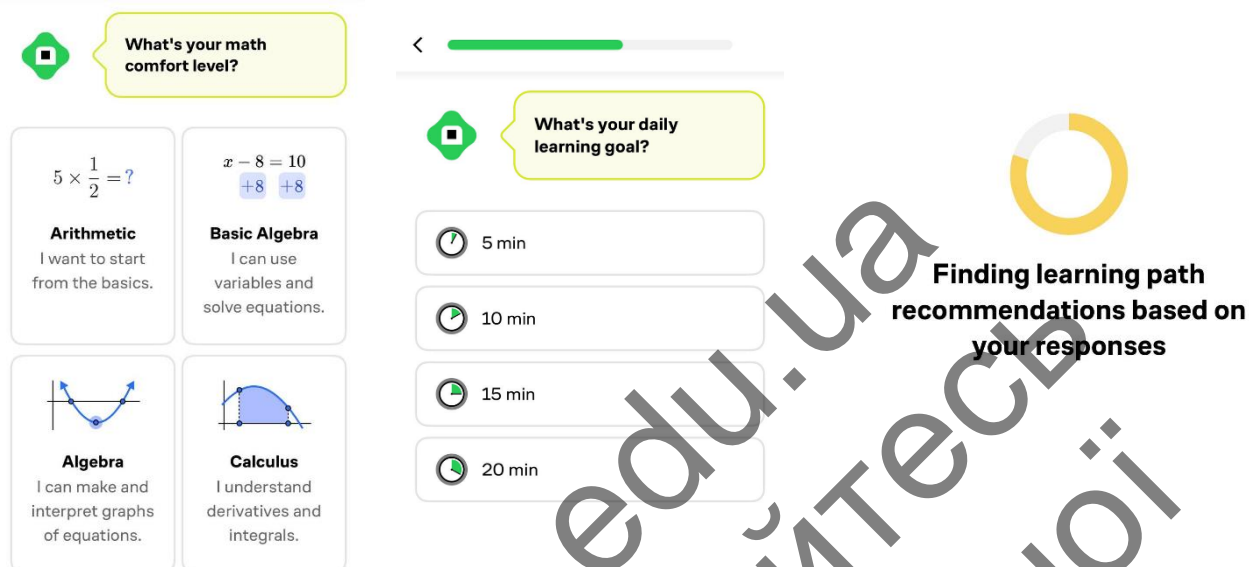 What's your math
comfort level?
5 × 1/2 = ?
Arithmetic
I want to start
from the basics.
x − 8 = 10
+8 +8
Basic Algebra
I can use
variables and
solve equations.
Algebra
I can make and
interpret graphs
of equations.
Calculus
I understand
derivatives and
integrals.
What's your daily
learning goal?
5 min
10 min
15 min
20 min
Finding learning path
recommendations based on
your responses
edu.ua